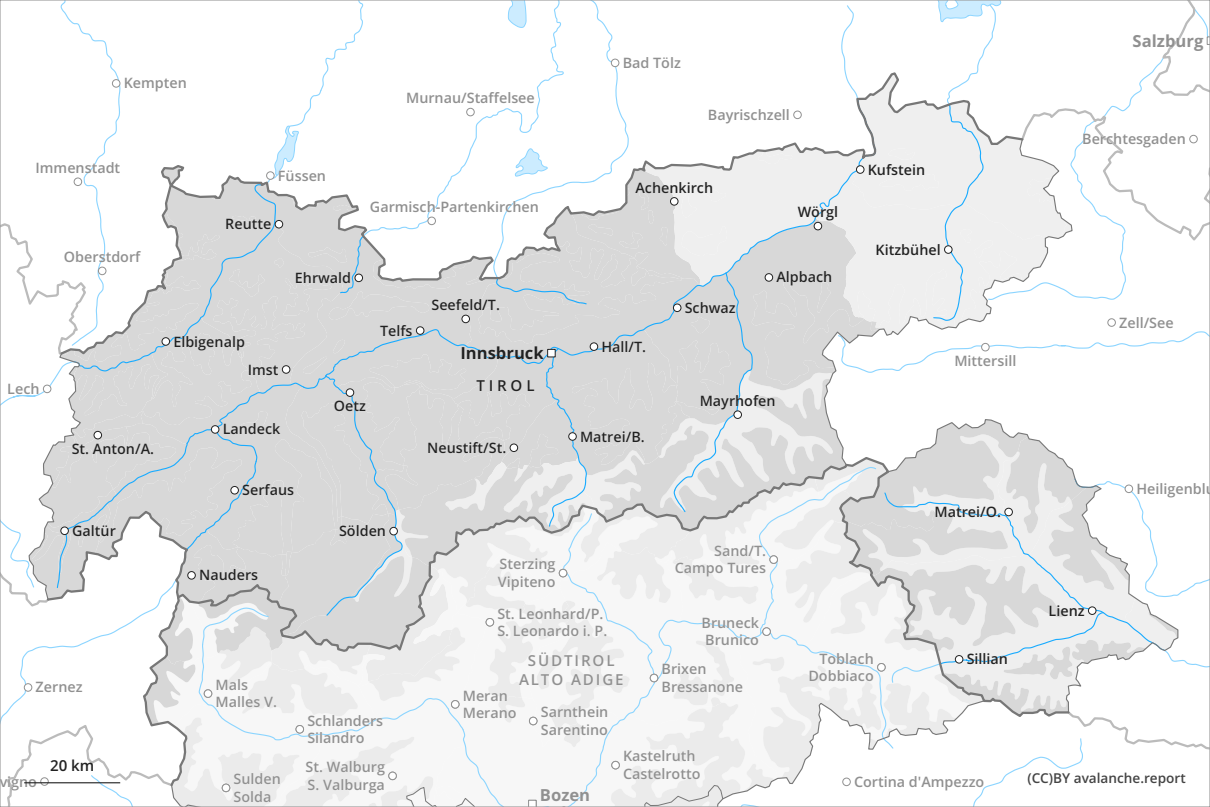 Salzburg
Bad Tölz
Kempten
Murnau/Staffelsee
Bayrischzell
Berchtesgaden
Immenstadt
Füssen
Kufstein
Achenkirch
Garmisch-Partenkirchen
Wörgl
Reutte
Kitzbühel
Oberstdorf
Ehrwald
Alpbach
Seefeld/T.
Schwaz
Telfs
Zell/See
Elbigenalp
Innsbruck
Hall/T.
Mittersill
Imst
TIROL
Lech
Oetz
Mayrhofen
Landeck
Matrei/B.
St. Anton/A.
Neustift/St.
Serfaus
Heiligenblu
Matrei/O.
Galtür
Sölden
Sand/T.
Campo Tures
Sterzing
Vipiteno
Nauders
Lienz
St. Leonhard/P.
S. Leonardo i. P.
Bruneck
Brunico
SÜDTIROL
ALTO ADIGE
Toblach
Dobbiaco
Sillian
Brixen
Bressanone
Zernez
Mals
Malles V.
Meran
Merano
Sarnthein
Sarentino
Schlanders
Silandro
Kastelruth
Castelrotto
St. Walburg
S. Valburga
20 km
vigno
Sulden
Solda
Cortina d'Ampezzo
(CC)BY avalanche.report
Bozen